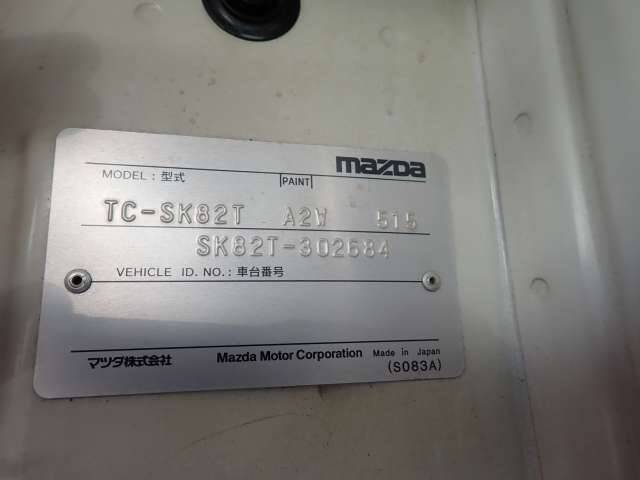 mazda
MODEL : 型式 PAINT
TC-SK82T A2W 515
SK82T-302684
VEHICLE ID. NO. : 車台番号
マツダ株式会社 Mazda Motor Corporation Made in Japan
(S083A)